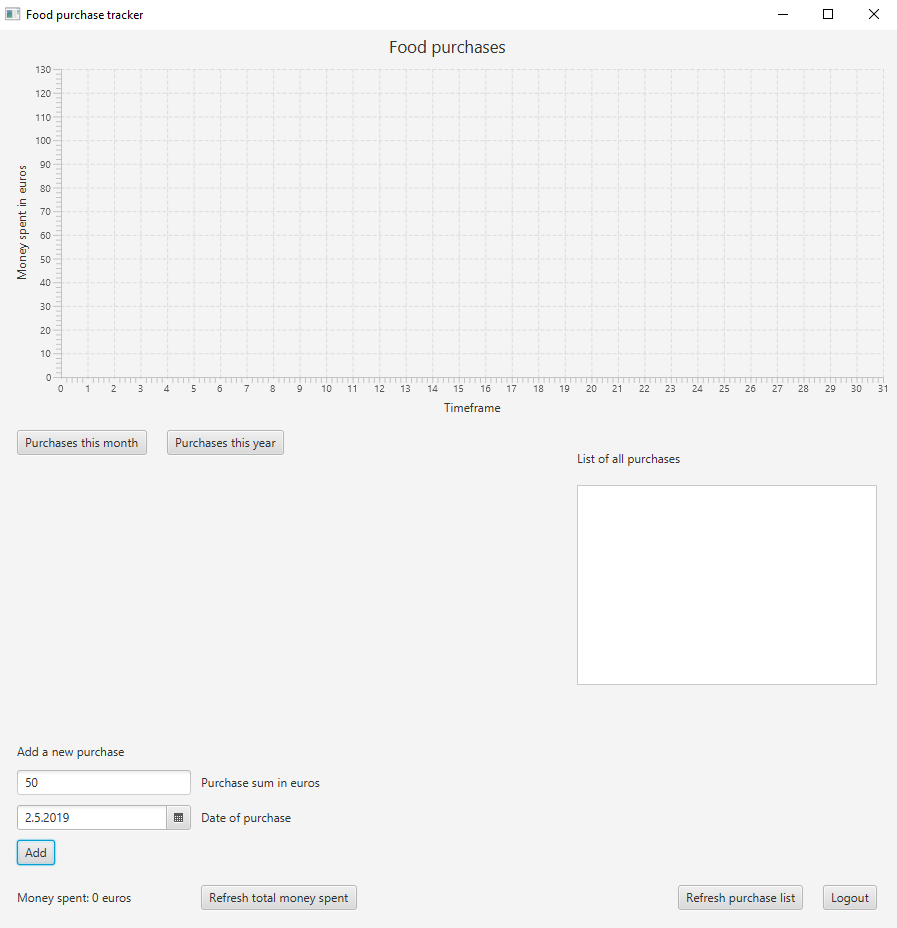 Food purchase tracker
Food purchases
130
120
110
100
90
80
70
60
50
40
30
20
10
0
Money spent in euros
0 1 2 3 4 5 6 7 8 9 10 11 12 13 14 15 16 17 18 19 20 21 22 23 24 25 26 27 28 29 30 31
Timeframe
Purchases this month Purchases this year
List of all purchases
Add a new purchase
50 Purchase sum in euros
2.5.2019 Date of purchase
Add
Money spent: 0 euros Refresh total money spent Refresh purchase list Logout